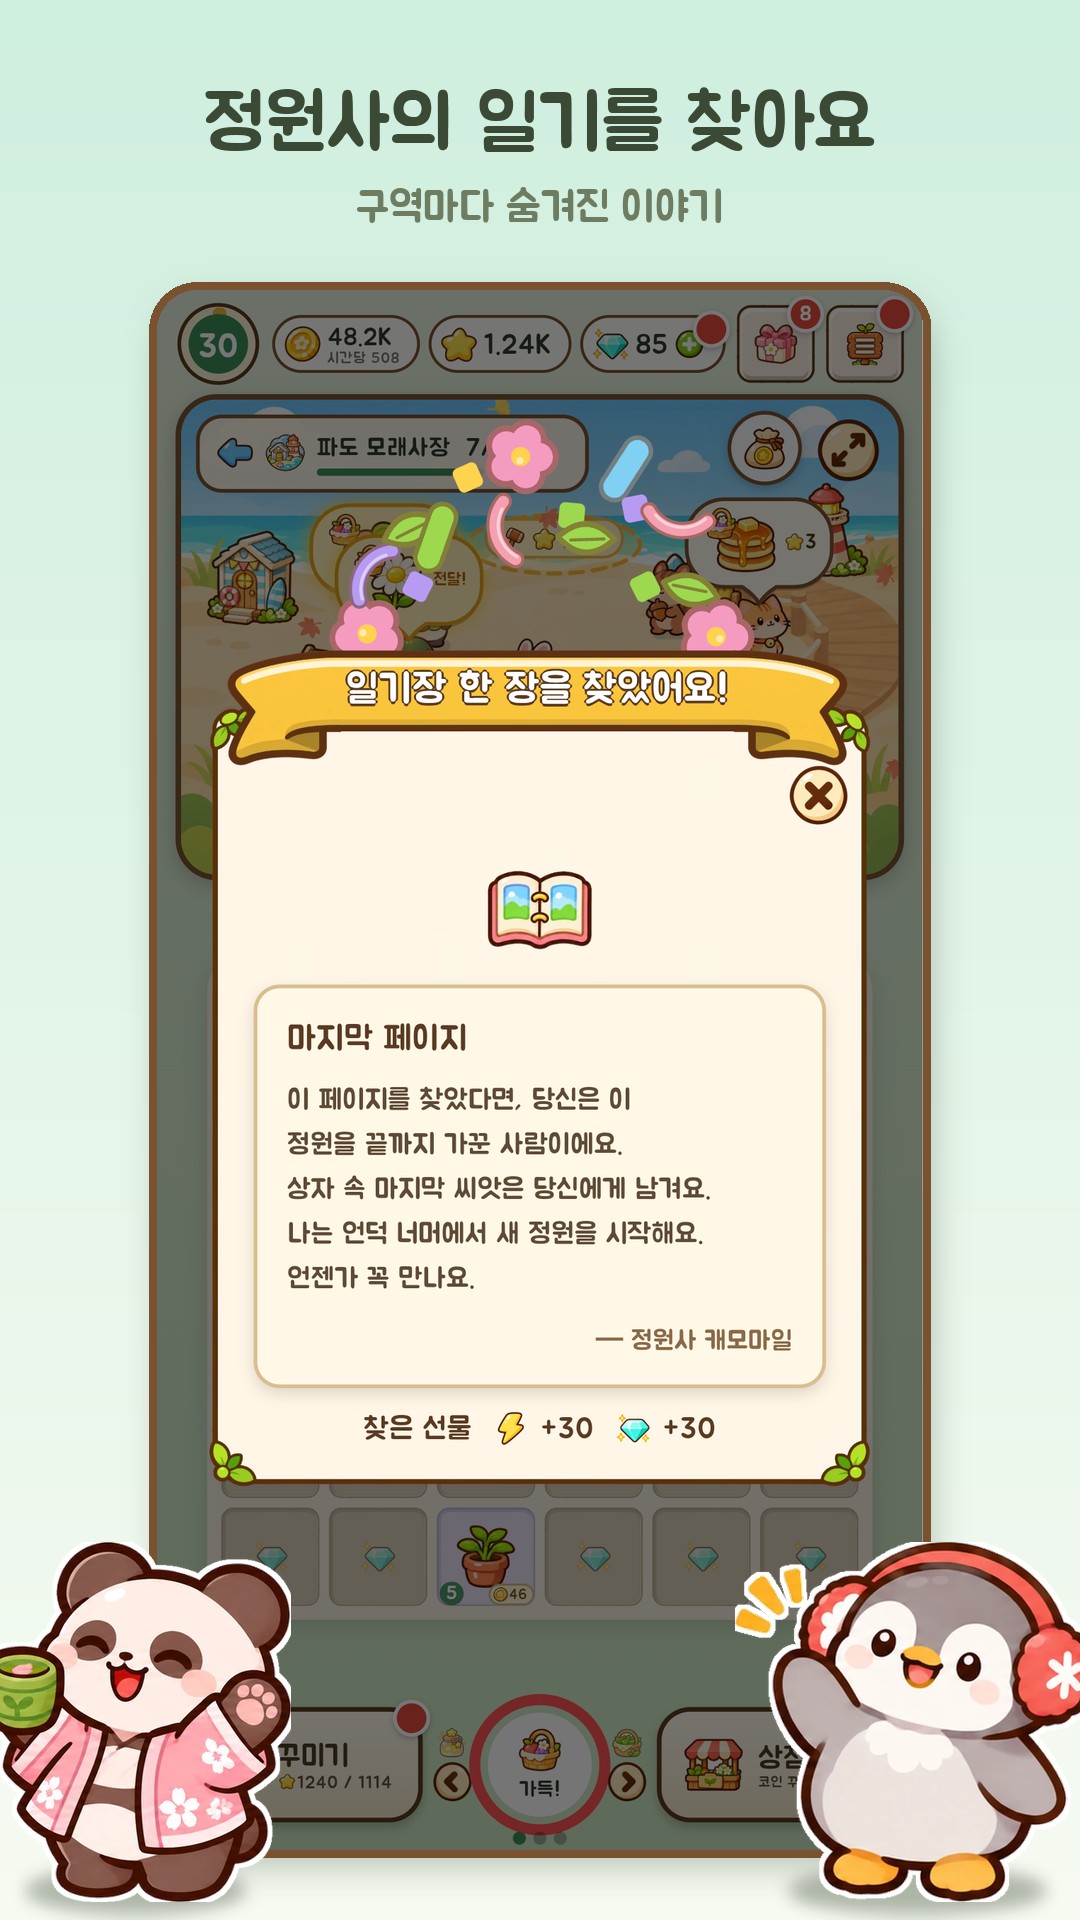 정원사의 일기를 찾아요
구역마다 숨겨진 이야기
30
48.2K
시간당 508
1.24K
85
8
파도 모래사장 7/
전달!
3
일기장 한 장을 찾았어요!
마지막 페이지
이 페이지를 찾았다면, 당신은 이
정원을 끝까지 가꾼 사람이에요.
상자 속 마지막 씨앗은 당신에게 남겨요.
나는 언덕 너머에서 새 정원을 시작해요.
언젠가 꼭 만나요.
— 정원사 캐모마일
찾은 선물 +30 +30
5
46
꾸미기
1240 / 1114
가득!
코인